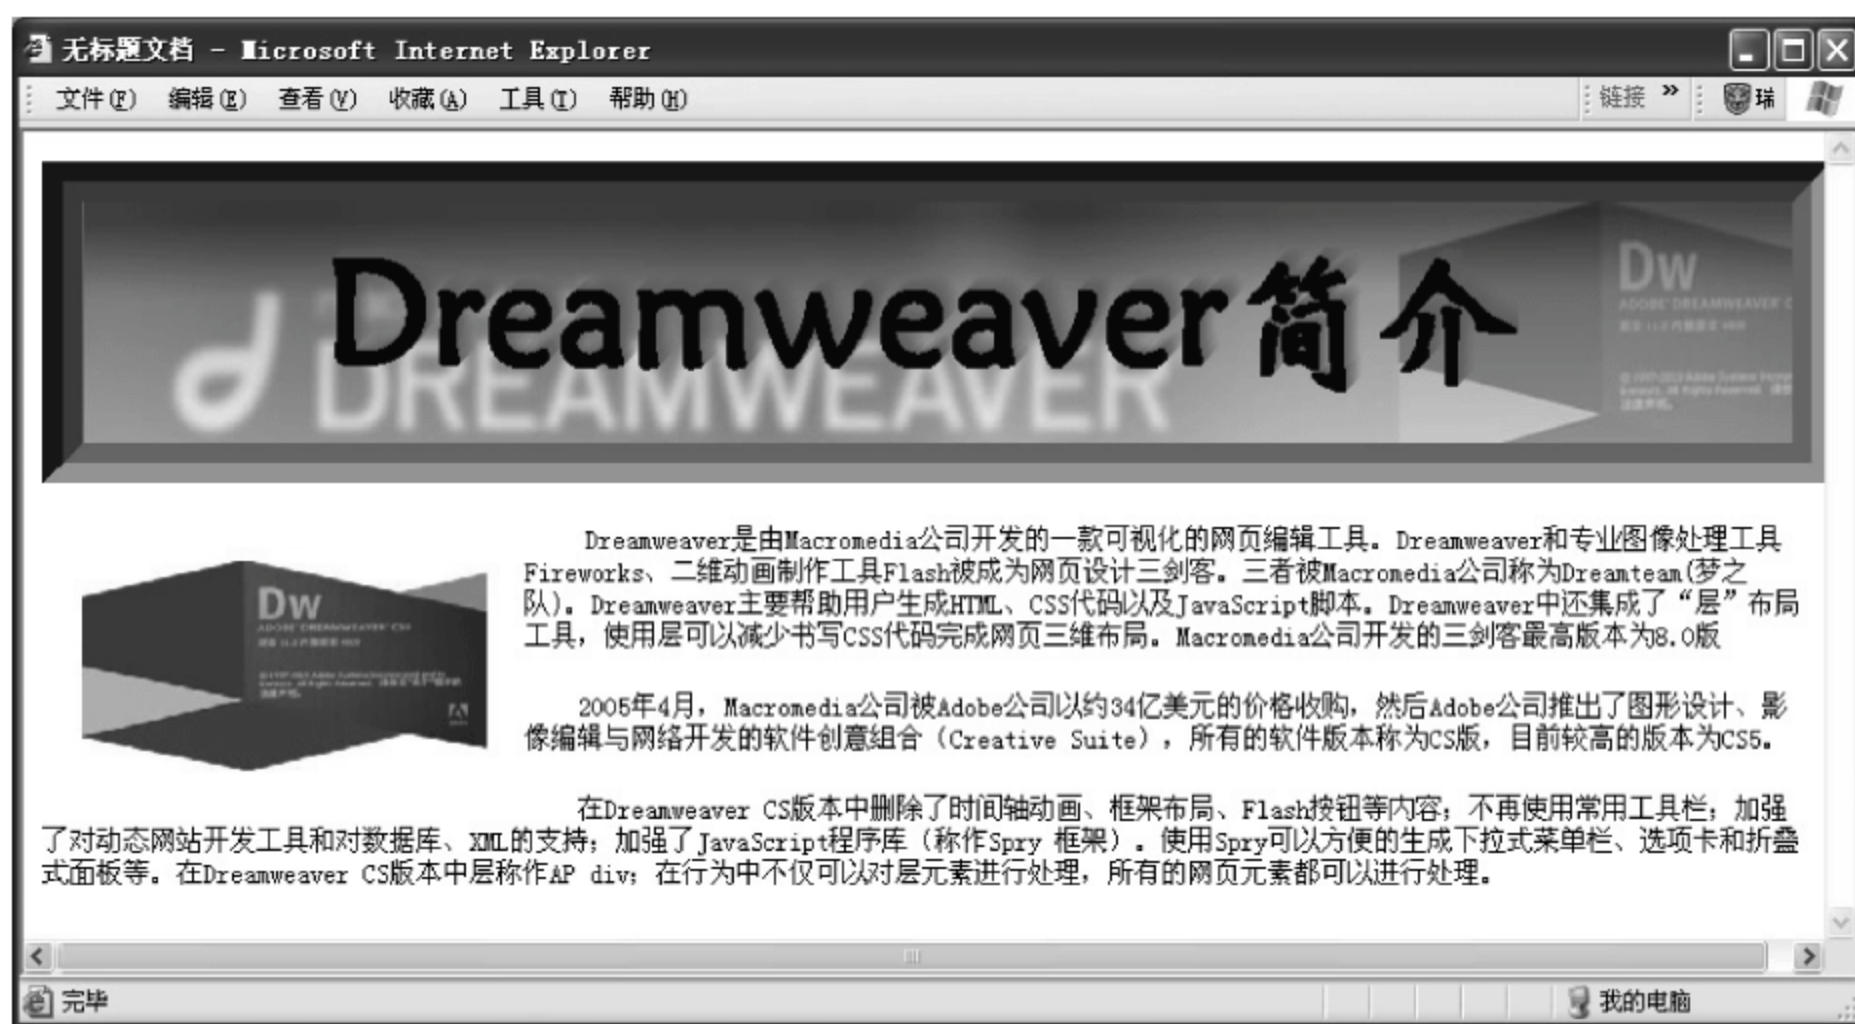 无标题文档 - Microsoft Internet Explorer
文件(F) 编辑(E) 查看(V) 收藏(A) 工具(T) 帮助(H) 链接 » 瑞
Dreamweaver简介
DREAMWEAVER
Dw
Dreamweaver是由Macromedia公司开发的一款可视化的网页编辑工具。Dreamweaver和专业图像处理工具
Fireworks、二维动画制作工具Flash被成为网页设计三剑客。三者被Macromedia公司称为Dreamteam(梦之
队)。Dreamweaver主要帮助用户生成HTML、CSS代码以及JavaScript脚本。Dreamweaver中还集成了“层”布局
工具，使用层可以减少书写CSS代码完成网页三维布局。Macromedia公司开发的三剑客最高版本为8.0版
Dw
ADOBE DREAMWEAVER CS5
2005年4月，Macromedia公司被Adobe公司以约34亿美元的价格收购，然后Adobe公司推出了图形设计、影
像编辑与网络开发的软件创意组合（Creative Suite），所有的软件版本称为CS版，目前较高的版本为CS5。
在Dreamweaver CS版本中删除了时间轴动画、框架布局、Flash按钮等内容；不再使用常用工具栏；加强
了对动态网站开发工具和对数据库、XML的支持；加强了JavaScript程序库（称作Spry 框架）。使用Spry可以方便的生成下拉式菜单栏、选项卡和折叠
式面板等。在Dreamweaver CS版本中层称作AP div；在行为中不仅可以对层元素进行处理，所有的网页元素都可以进行处理。
完毕 我的电脑